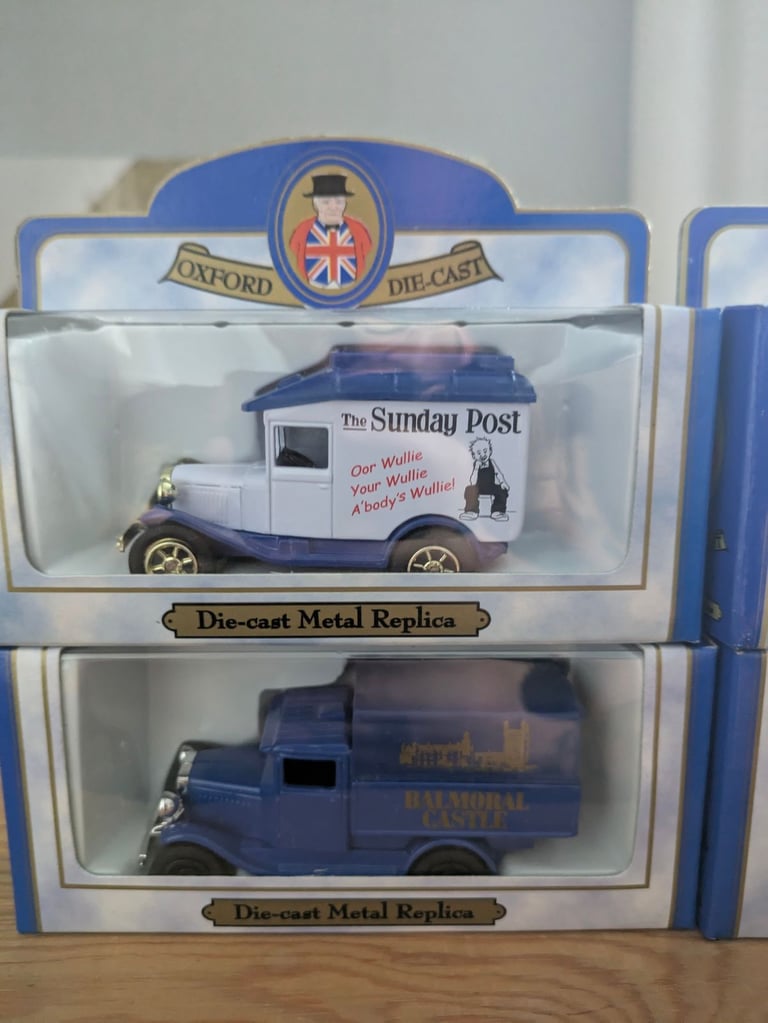 OXFORD DIE-CAST
The Sunday Post
Oor Wullie
Your Wullie
A'body's Wullie!
Die-cast Metal Replica
BALMORAL
CASTLE
Die-cast Metal Replica